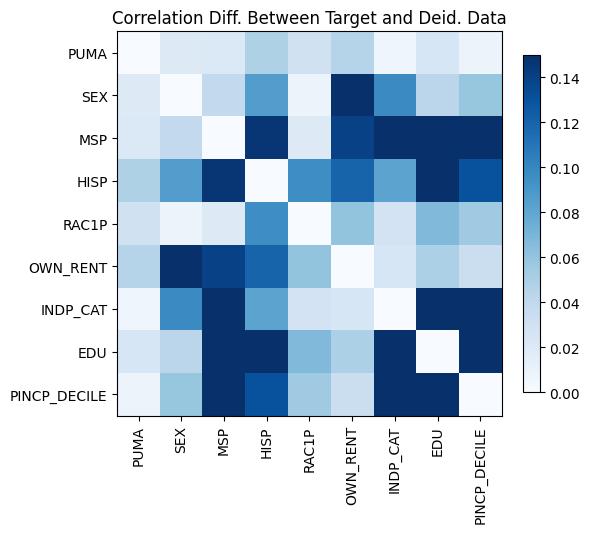 Correlation Diff. Between Target and Deid. Data
PUMA
SEX
MSP
HISP
RAC1P
OWN_RENT
INDP_CAT
EDU
PINCP_DECILE
PUMA
SEX
MSP
HISP
RAC1P
OWN_RENT
INDP_CAT
EDU
PINCP_DECILE
0.14
0.12
0.10
0.08
0.06
0.04
0.02
0.00